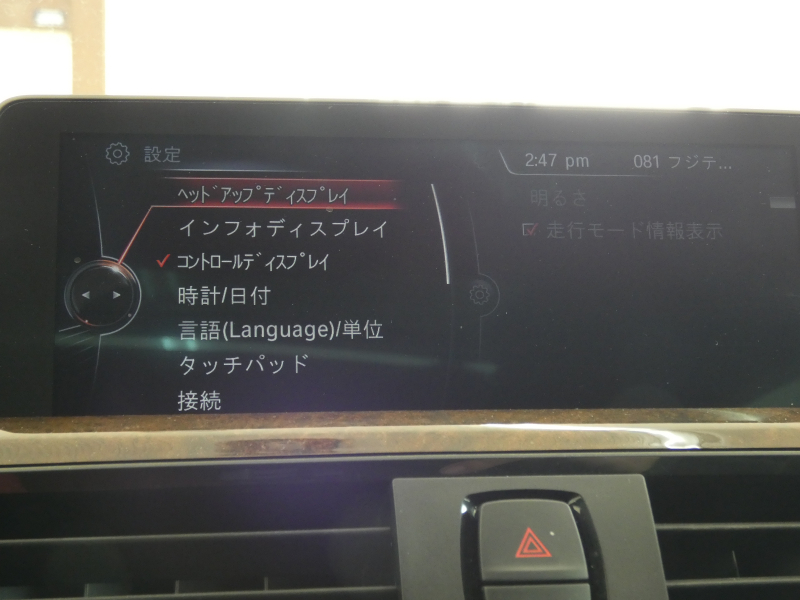 設定
2:47 pm 081 フジテ...
ﾍｯﾄﾞｱｯﾌﾟﾃﾞｨｽﾌﾟﾚｲ
インフォディスプレイ
ｺﾝﾄﾛｰﾙﾃﾞｨｽﾌﾟﾚｲ
時計/日付
言語(Language)/単位
タッチパッド
接続
明るさ
走行モード情報表示